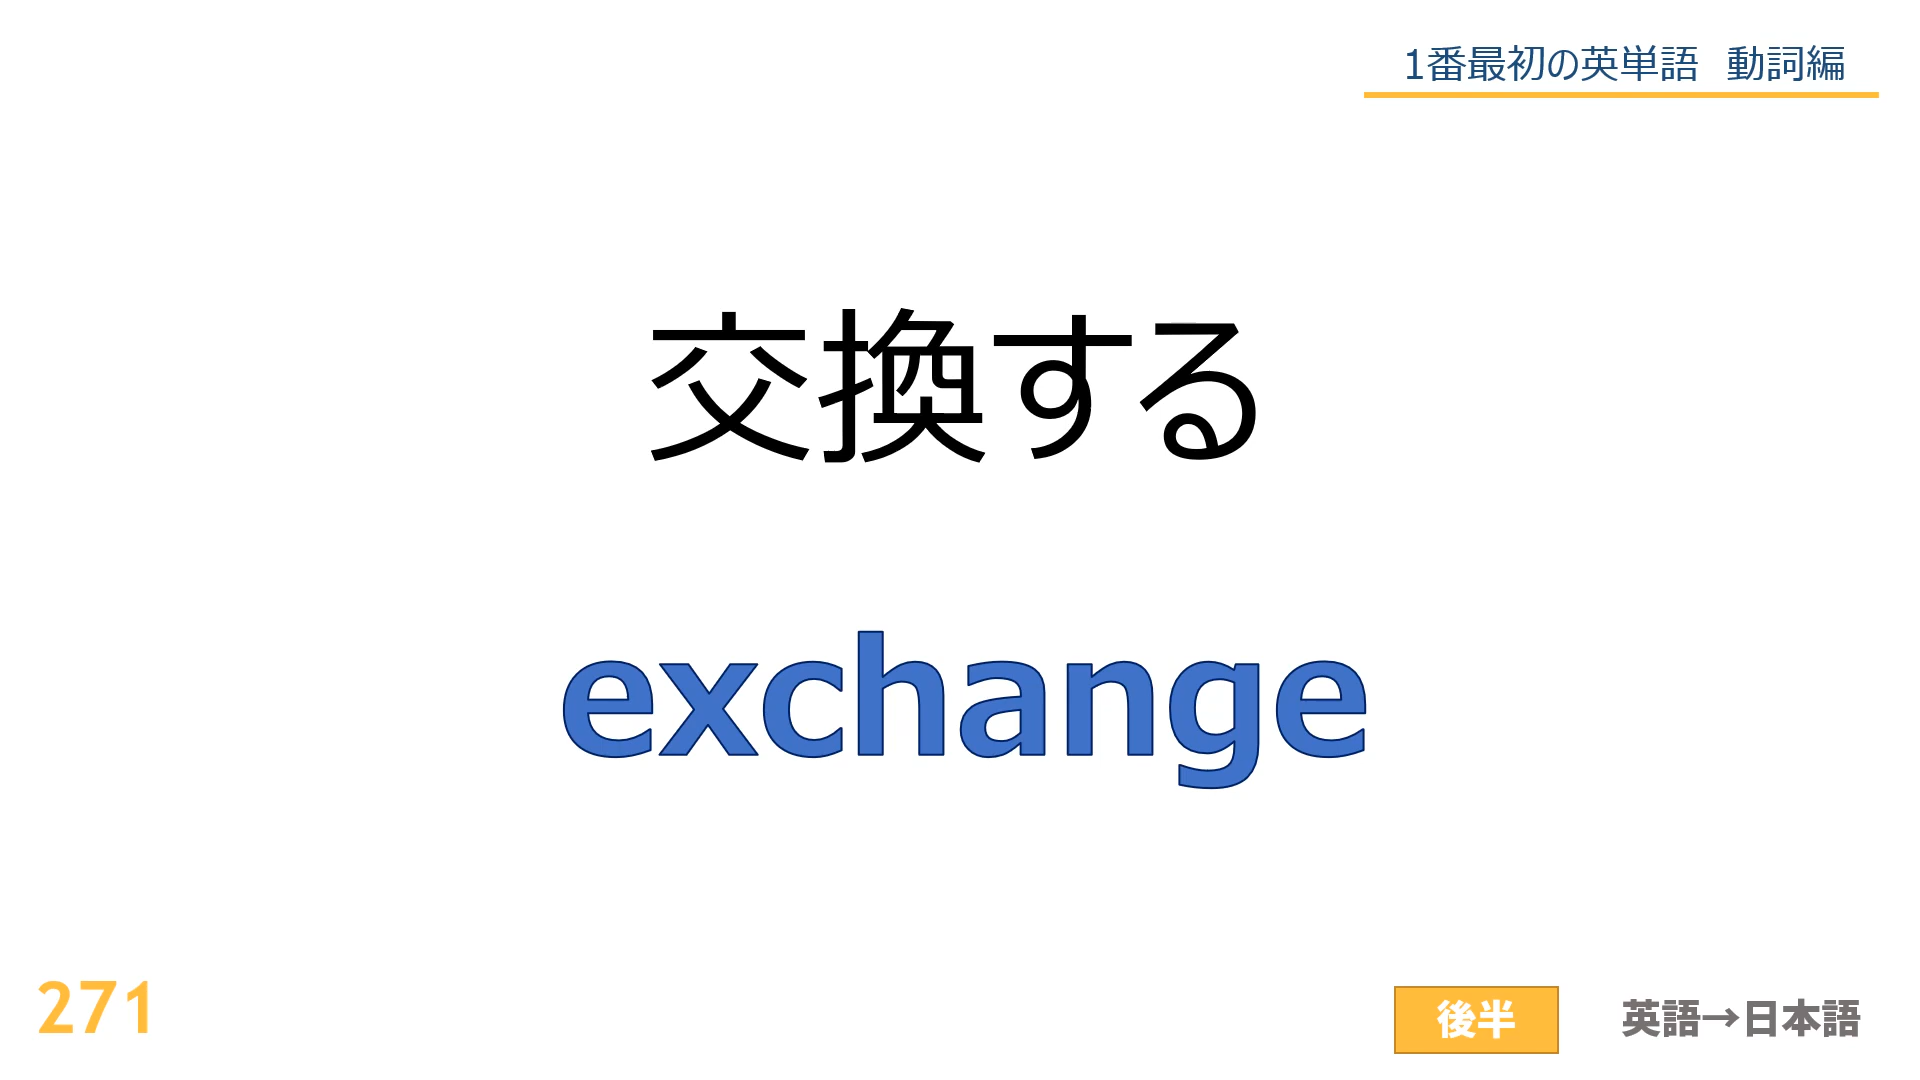 1番最初の英単語　動詞編
交換する
exchange
271
後半
英語→日本語